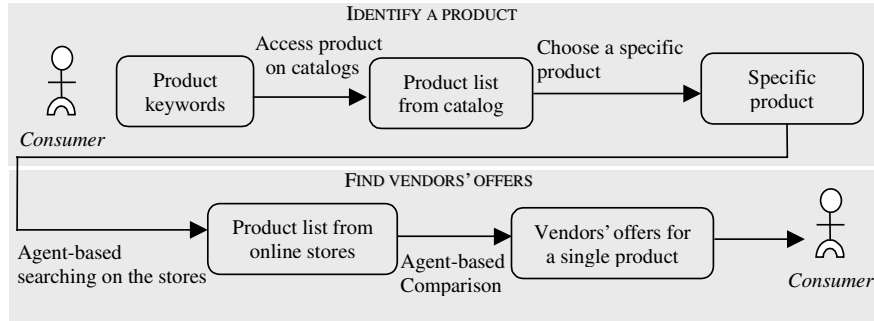 IDENTIFY A PRODUCT
Access product
on catalogs
Choose a specific
product
Product
keywords
Product list
from catalog
Specific
product
Consumer
FIND VENDORS' OFFERS
Product list from
online stores
Vendors' offers for
a single product
Agent-based
searching on the stores
Agent-based
Comparison
Consumer